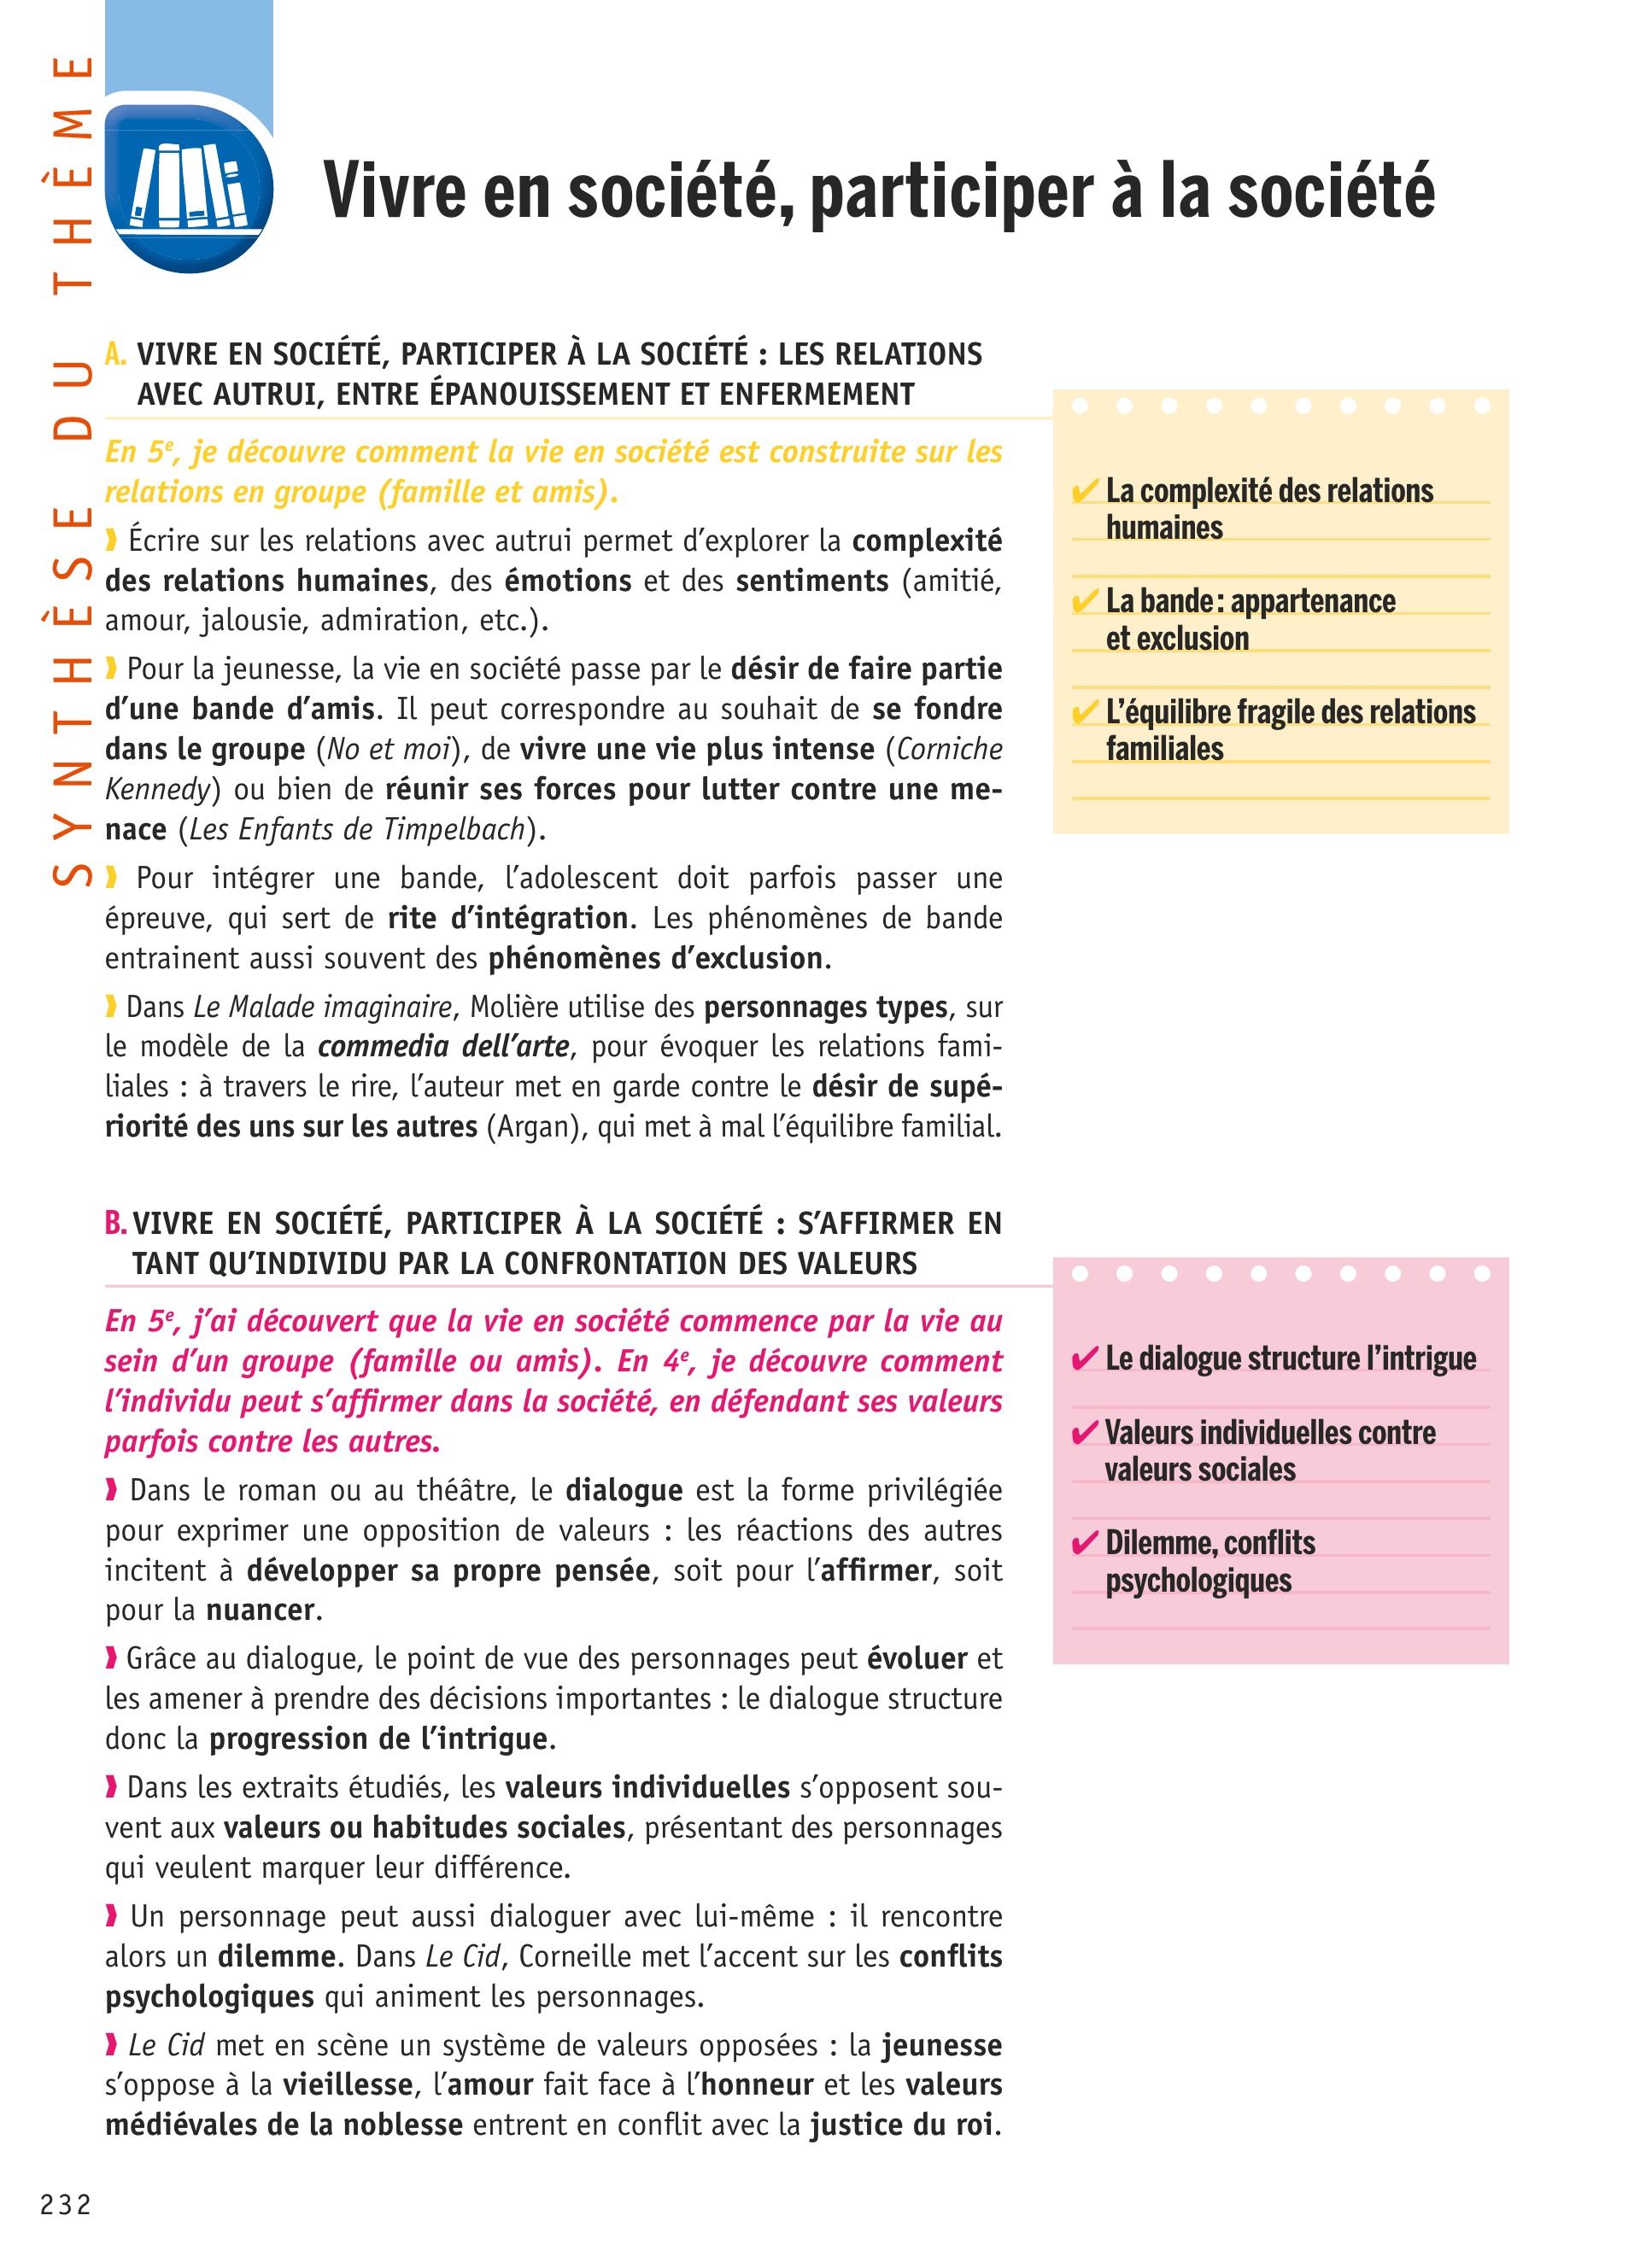 SYNTHÈSE DU THÈME
Vivre en société, participer à la société
A. VIVRE EN SOCIÉTÉ, PARTICIPER À LA SOCIÉTÉ : LES RELATIONS
AVEC AUTRUI, ENTRE ÉPANOUISSEMENT ET ENFERMEMENT
En 5e, je découvre comment la vie en société est construite sur les
relations en groupe (famille et amis).
❱ Écrire sur les relations avec autrui permet d’explorer la complexité
des relations humaines, des émotions et des sentiments (amitié,
amour, jalousie, admiration, etc.).
❱ Pour la jeunesse, la vie en société passe par le désir de faire partie
d’une bande d’amis. Il peut correspondre au souhait de se fondre
dans le groupe (No et moi), de vivre une vie plus intense (Corniche
Kennedy) ou bien de réunir ses forces pour lutter contre une me-
nace (Les Enfants de Timpelbach).
❱ Pour intégrer une bande, l’adolescent doit parfois passer une
épreuve, qui sert de rite d’intégration. Les phénomènes de bande
entrainent aussi souvent des phénomènes d’exclusion.
❱ Dans Le Malade imaginaire, Molière utilise des personnages types, sur
le modèle de la commedia dell’arte, pour évoquer les relations fami-
liales : à travers le rire, l’auteur met en garde contre le désir de supé-
riorité des uns sur les autres (Argan), qui met à mal l’équilibre familial.
✔ La complexité des relations
humaines
✔ La bande : appartenance
et exclusion
✔ L’équilibre fragile des relations
familiales
B. VIVRE EN SOCIÉTÉ, PARTICIPER À LA SOCIÉTÉ : S’AFFIRMER EN
TANT QU’INDIVIDU PAR LA CONFRONTATION DES VALEURS
En 5e, j’ai découvert que la vie en société commence par la vie au
sein d’un groupe (famille ou amis). En 4e, je découvre comment
l’individu peut s’affirmer dans la société, en défendant ses valeurs
parfois contre les autres.
❱ Dans le roman ou au théâtre, le dialogue est la forme privilégiée
pour exprimer une opposition de valeurs : les réactions des autres
incitent à développer sa propre pensée, soit pour l’affirmer, soit
pour la nuancer.
❱ Grâce au dialogue, le point de vue des personnages peut évoluer et
les amener à prendre des décisions importantes : le dialogue structure
donc la progression de l’intrigue.
❱ Dans les extraits étudiés, les valeurs individuelles s’opposent sou-
vent aux valeurs ou habitudes sociales, présentant des personnages
qui veulent marquer leur différence.
❱ Un personnage peut aussi dialoguer avec lui-même : il rencontre
alors un dilemme. Dans Le Cid, Corneille met l’accent sur les conflits
psychologiques qui animent les personnages.
❱ Le Cid met en scène un système de valeurs opposées : la jeunesse
s’oppose à la vieillesse, l’amour fait face à l’honneur et les valeurs
médiévales de la noblesse entrent en conflit avec la justice du roi.
✔ Le dialogue structure l’intrigue
✔ Valeurs individuelles contre
valeurs sociales
✔ Dilemme, conflits
psychologiques
232